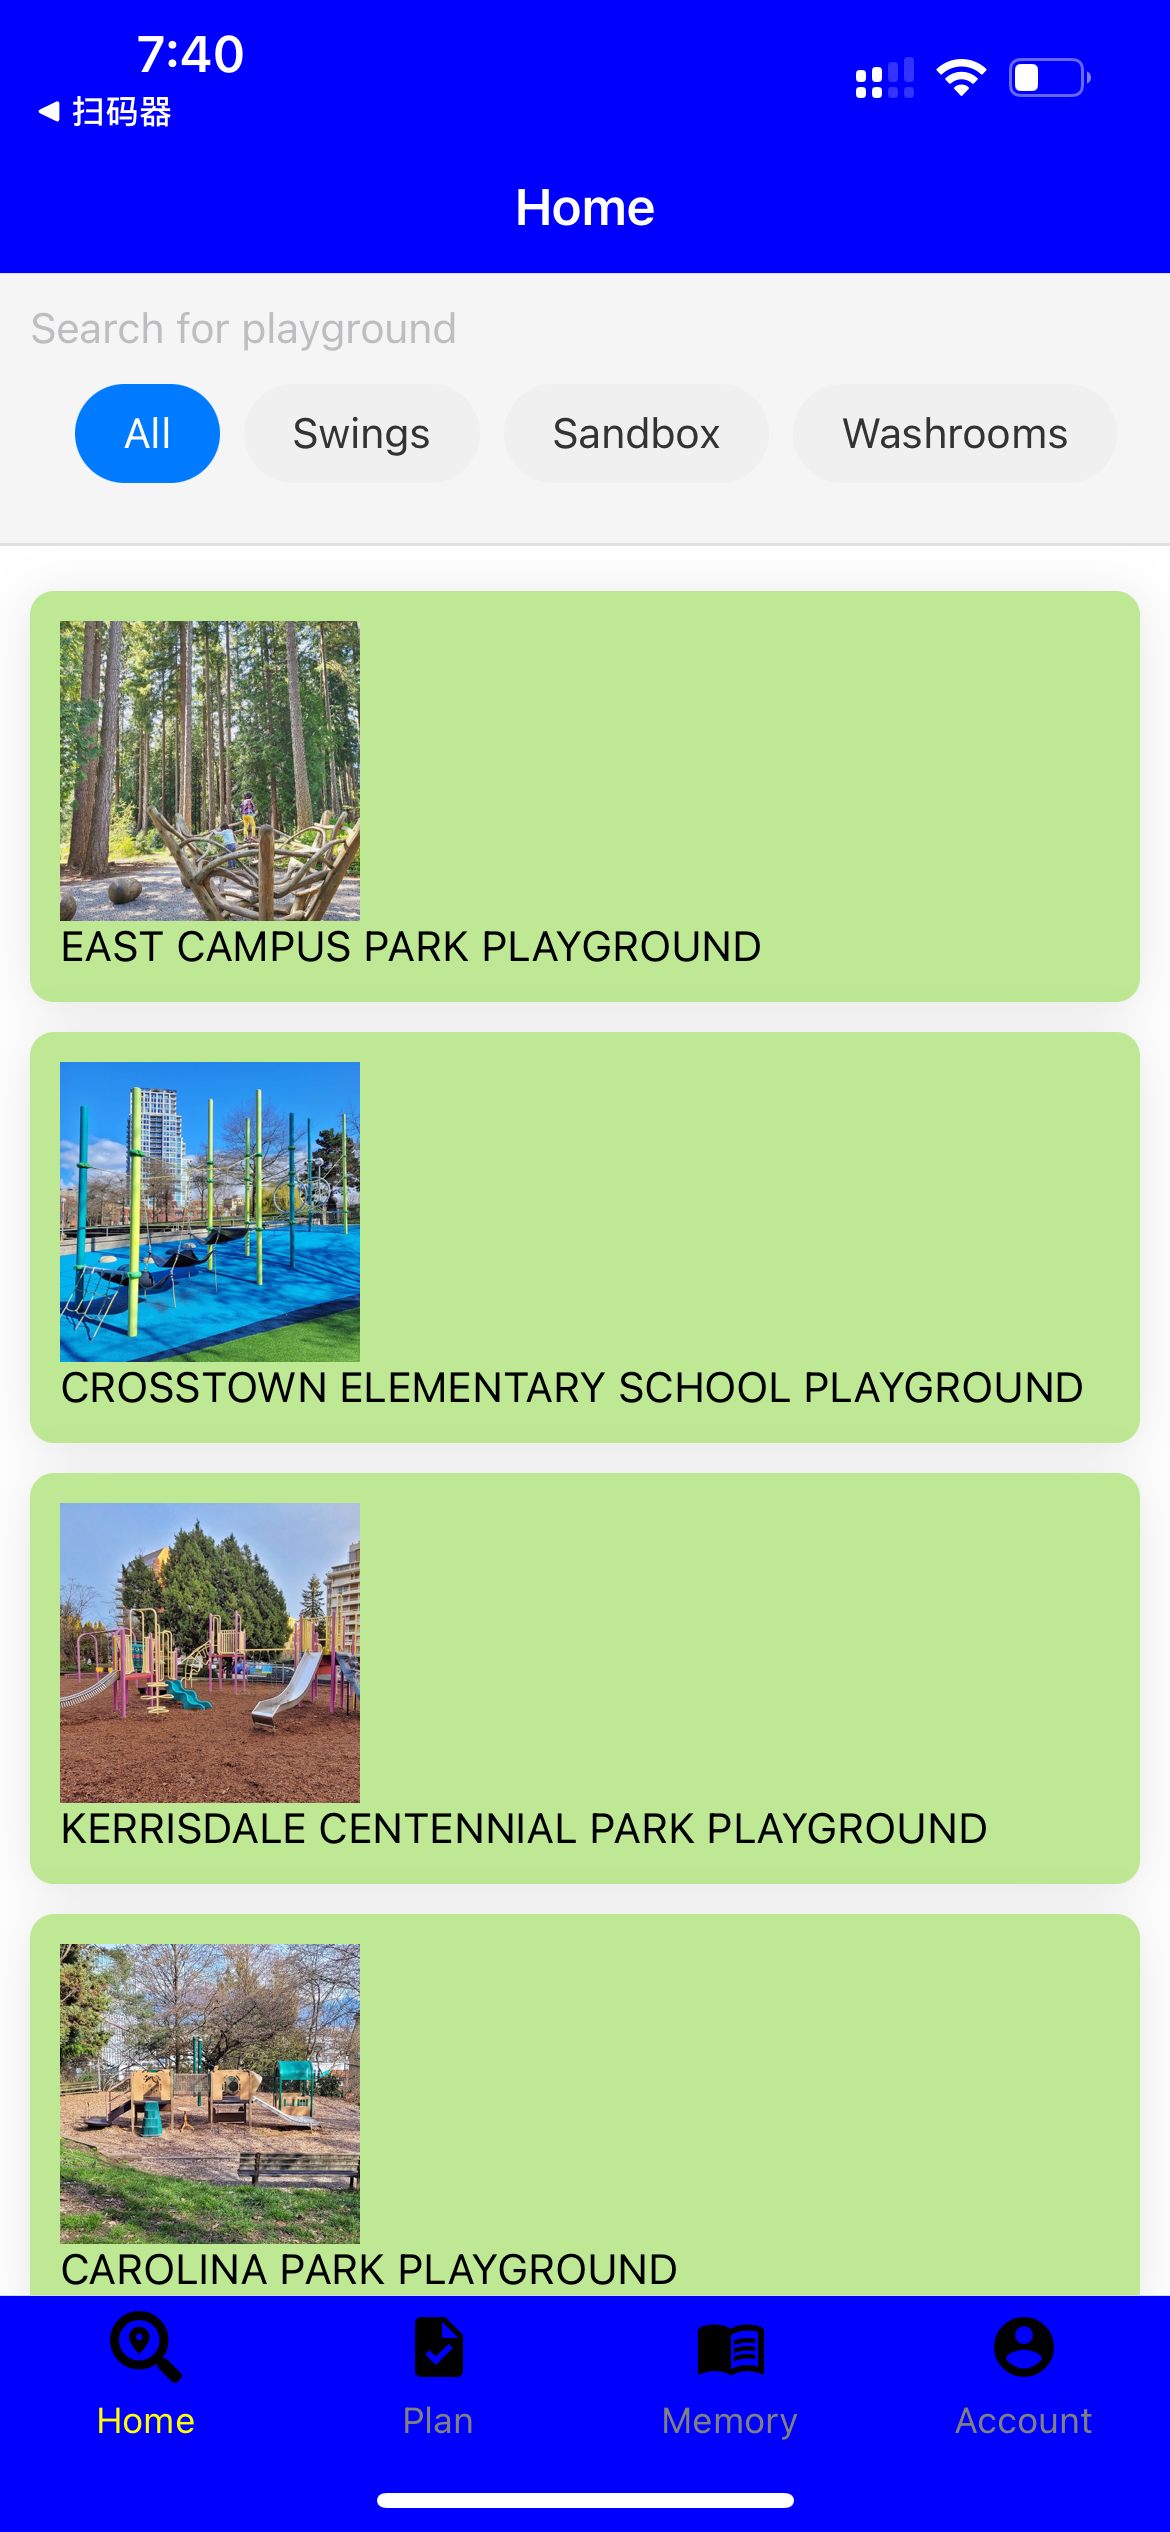 7:40
扫码器
Home
Search for playground
All
Swings
Sandbox
Washrooms
EAST CAMPUS PARK PLAYGROUND
CROSSTOWN ELEMENTARY SCHOOL PLAYGROUND
KERRISDALE CENTENNIAL PARK PLAYGROUND
CAROLINA PARK PLAYGROUND
Home
Plan
Memory
Account